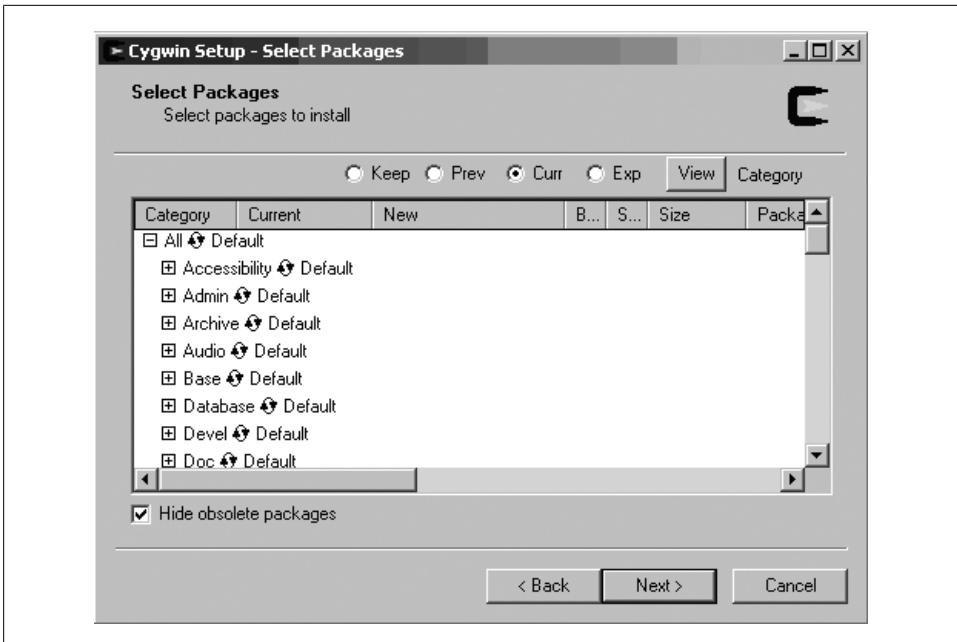 Cygwin Setup - Select Packages
Select Packages
Select packages to install
Keep Prev Curr Exp View Category
Category Current New B... S... Size Packa
All Default
Accessibility Default
Admin Default
Archive Default
Audio Default
Base Default
Database Default
Devel Default
Doc Default
Hide obsolete packages
< Back Next > Cancel